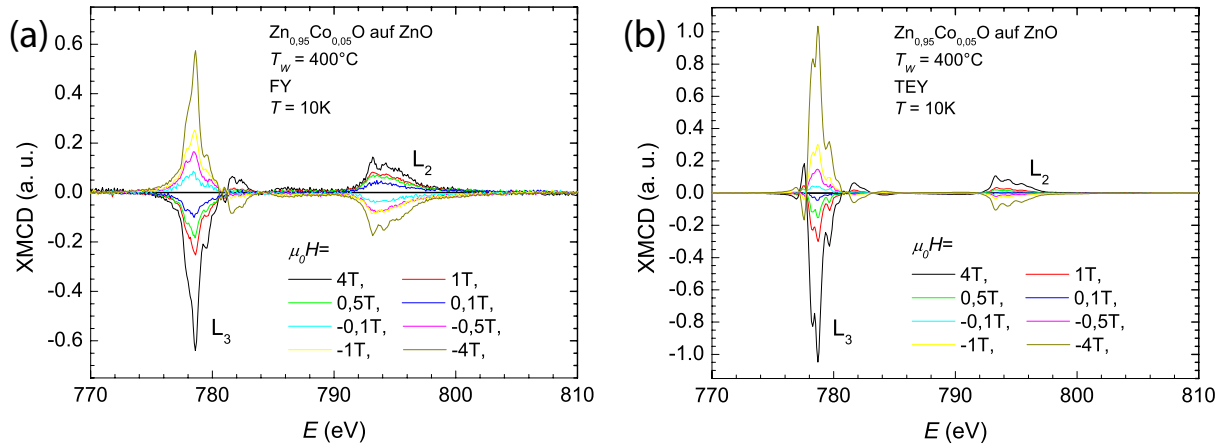 (a)
Zn0,95Co0,05O auf ZnO
TW = 400°C
FY
T = 10K
XMCD (a. u.)
0.6
0.4
0.2
0.0
-0.2
-0.4
-0.6
L2
L3
μ0H=
4T, 1T,
0,5T, 0,1T,
-0,1T, -0,5T,
-1T, -4T,
770 780 790 800 810
E (eV)
(b)
Zn0,95Co0,05O auf ZnO
TW = 400°C
TEY
T = 10K
XMCD (a. u.)
1.0
0.8
0.6
0.4
0.2
0.0
-0.2
-0.4
-0.6
-0.8
-1.0
L2
L3
μ0H=
4T, 1T,
0,5T, 0,1T,
-0,1T, -0,5T,
-1T, -4T,
770 780 790 800 810
E (eV)